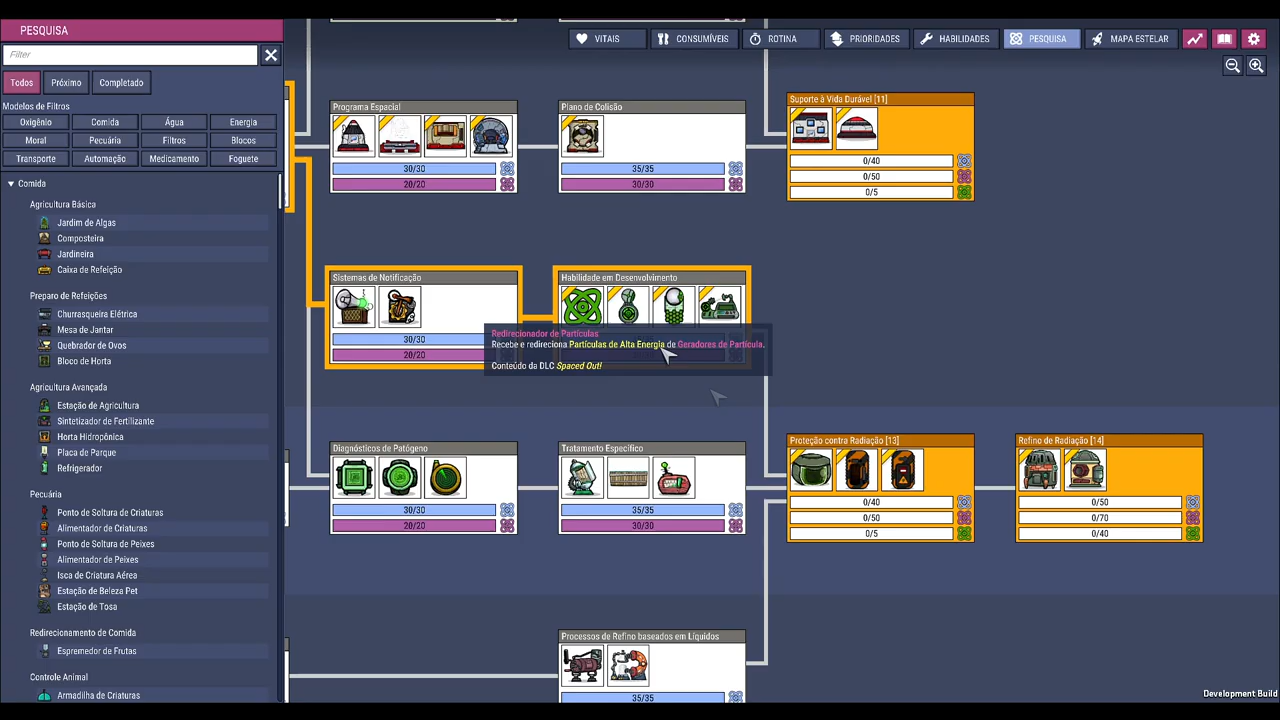 PESQUISA
Filter
Todos
Próximo
Completado
Modelos de Filtros
Oxigênio
Comida
Água
Energia
Moral
Pecuária
Filtros
Blocos
Transporte
Automação
Medicamento
Foguete
Comida
Agricultura Básica
Jardim de Algas
Composteira
Jardineira
Caixa de Refeição
Preparo de Refeições
Churrasqueira Elétrica
Mesa de Jantar
Quebrador de Ovos
Bloco de Horta
Agricultura Avançada
Estação de Agricultura
Sintetizador de Fertilizante
Horta Hidropônica
Placa de Parque
Refrigerador
Pecuária
Ponto de Soltura de Criaturas
Alimentador de Criaturas
Ponto de Soltura de Peixes
Alimentador de Peixes
Isca de Criatura Aérea
Estação de Beleza Pet
Estação de Tosa
Redirecionamento de Comida
Espremedor de Frutas
Controle Animal
Armadilha de Criaturas
VITAIS
CONSUMÍVEIS
ROTINA
PRIORIDADES
HABILIDADES
PESQUISA
MAPA ESTELAR
Programa Espacial
30/30
20/20
Plano de Colisão
35/35
30/30
Suporte à Vida Durável [11]
0/40
0/50
0/5
Sistemas de Notificação
30/30
20/20
Habilidade em Desenvolvimento
Redirecionador de Partículas
Recebe e redireciona Partículas de Alta Energia de Geradores de Partícula.
Conteúdo da DLC Spaced Out!
Diagnósticos de Patógeno
30/30
20/20
Tratamento Específico
35/35
30/30
Proteção contra Radiação [13]
0/40
0/50
0/5
Refino de Radiação [14]
0/50
0/70
0/40
Processos de Refino baseados em Líquidos
35/35
Development Build